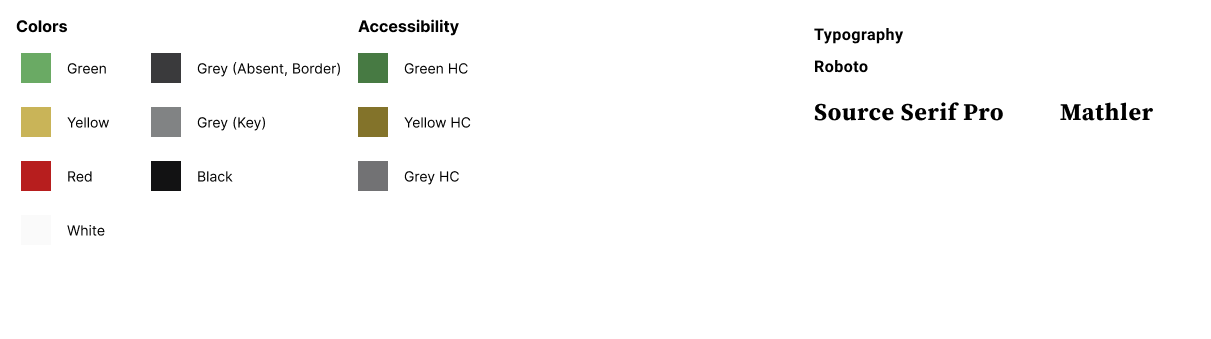 Colors
Green
Yellow
Red
White
Grey (Absent, Border)
Grey (Key)
Black
Accessibility
Green HC
Yellow HC
Grey HC
Typography
Roboto
Source Serif Pro
Mathler